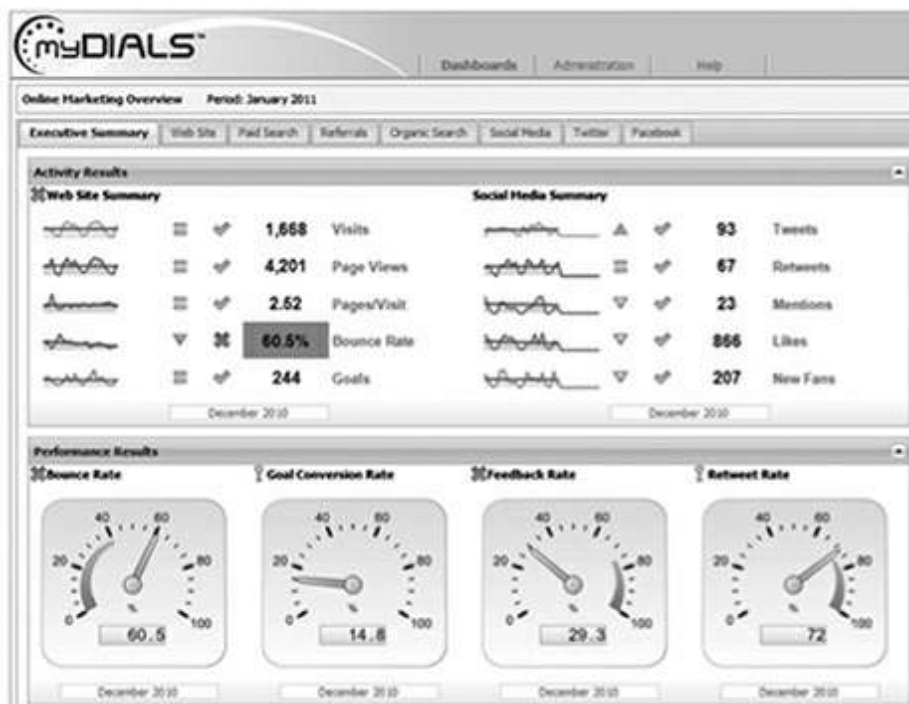 myDIALS™
Dashboards Administration Help
Online Marketing Overview Period: January 2011
Executive Summary Web Site Paid Search Referrals Organic Search Social Media Twitter Facebook
Activity Results
Web Site Summary Social Media Summary
1,668 Visits 93 Tweets
4,201 Page Views 67 Retweets
2.52 Pages/Visit 23 Mentions
60.5% Bounce Rate 866 Likes
244 Goals 207 New Fans
December 2010 December 2010
Performance Results
Bounce Rate Goal Conversion Rate Feedback Rate Retweet Rate
40 60 40 60 40 60 40 60
20 80 20 80 20 80 20 80
0 % 100 0 % 100 0 % 100 0 % 100
60.5 14.8 29.3 72
December 2010 December 2010 December 2010 December 2010